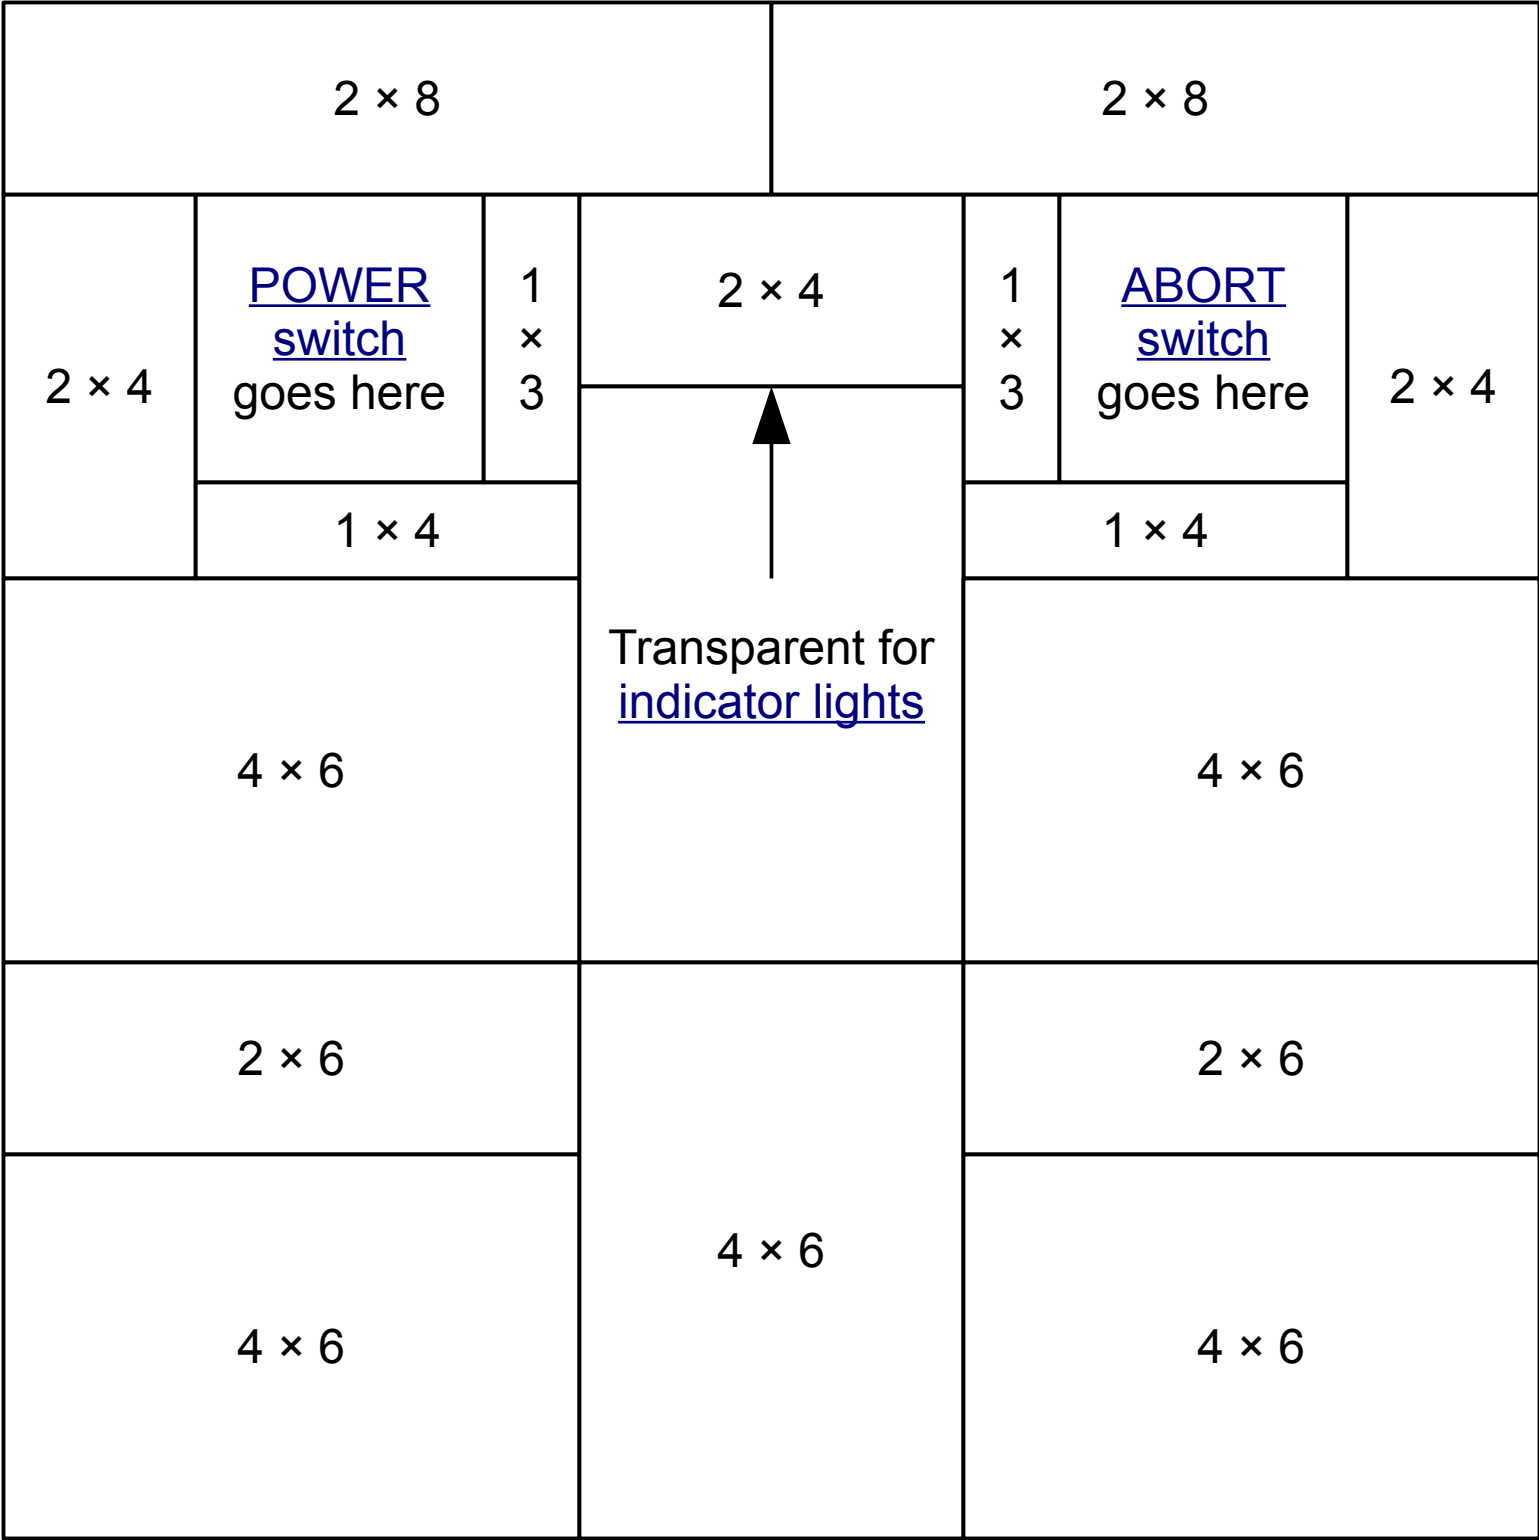 2 × 8
2 × 8
2 × 4
POWER
switch
goes here
1
×
3
2 × 4
1
×
3
ABORT
switch
goes here
2 × 4
1 × 4
1 × 4
Transparent for
indicator lights
4 × 6
4 × 6
2 × 6
2 × 6
4 × 6
4 × 6
4 × 6